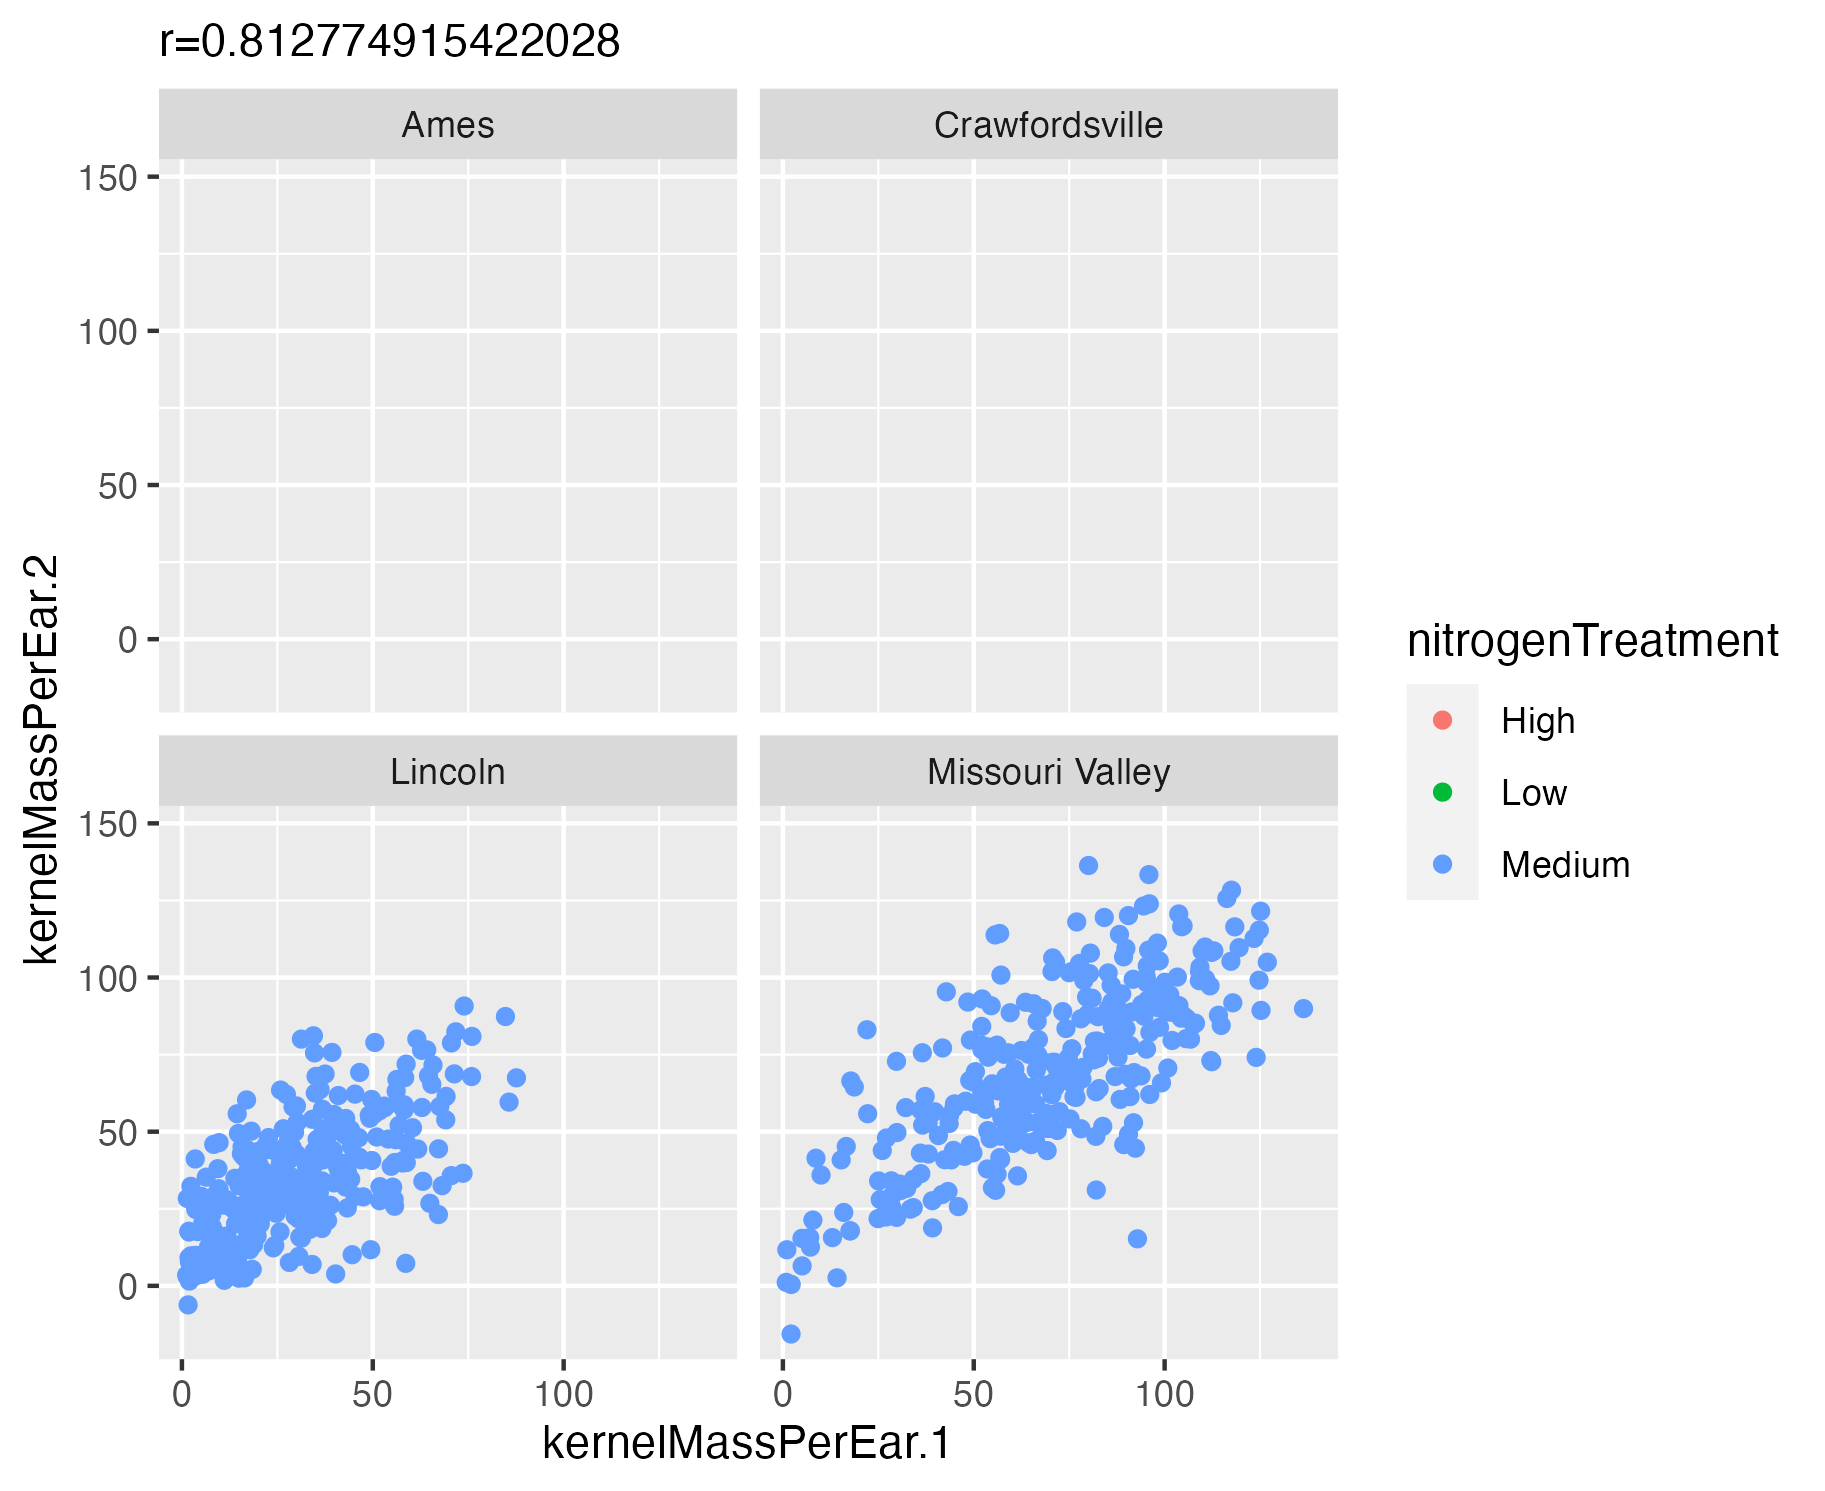 r=0.812774915422028
Ames
Crawfordsville
150
100
50
0
Lincoln
Missouri Valley
150
100
50
0
0
50
100
0
50
100
kernelMassPerEar.1
kernelMassPerEar.2
nitrogenTreatment
High
Low
Medium